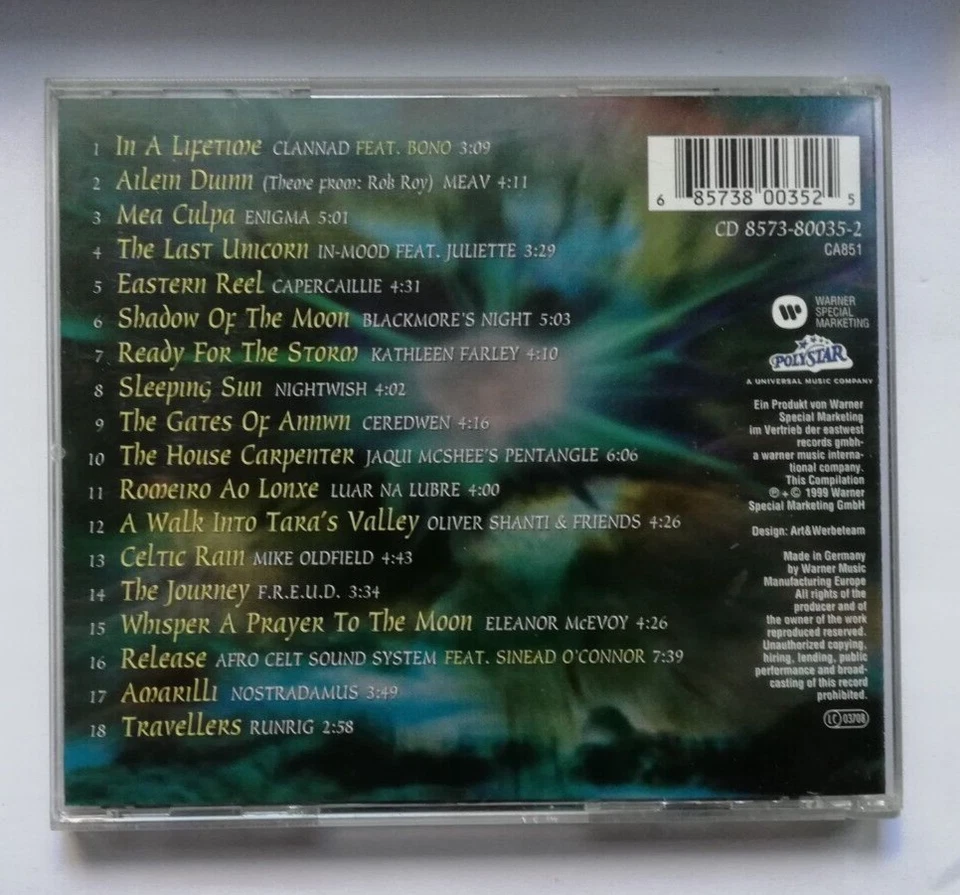 1 In A Lifetime CLANNAD FEAT. BONO 3:09
2 Ailein Duinn (Theme from: Rob Roy) MEAV 4:11
3 Mea Culpa ENIGMA 5:01
4 The Last Unicorn IN-MOOD FEAT. JULIETTE 3:29
5 Eastern Reel CAPERCAILLIE 4:31
6 Shadow Of The Moon BLACKMORE'S NIGHT 5:03
7 Ready For The Storm KATHLEEN FARLEY 4:10
8 Sleeping Sun NIGHTWISH 4:02
9 The Gates Of Annwn CEREDWEN 4:16
10 The House Carpenter JAQUI MCSHEE'S PENTANGLE 6:06
11 Romeiro Ao Lonxe LUAR NA LUBRE 4:00
12 A Walk Into Tara's Valley OLIVER SHANTI & FRIENDS 4:26
13 Celtic Rain MIKE OLDFIELD 4:43
14 The Journey F.R.E.U.D. 3:34
15 Whisper A Prayer To The Moon ELEANOR McEVOY 4:26
16 Release AFRO CELT SOUND SYSTEM FEAT. SINEAD O'CONNOR 7:39
17 Amarilli NOSTRADAMUS 3:49
18 Travellers RUNRIG 2:58
6 85738 00352 5
CD 8573-80035-2
CA851
WARNER
SPECIAL
MARKETING
POLYSTAR
A UNIVERSAL MUSIC COMPANY
Ein Produkt von Warner
Special Marketing
im Vertrieb der eastwest
records gmbh-
a warner music interna-
tional company.
This Compilation
℗ + © 1999 Warner
Special Marketing GmbH
Design: Art&Werbeteam
Made in Germany
by Warner Music
Manufacturing Europe
All rights of the
producer and of
the owner of the work
reproduced reserved.
Unauthorized copying,
hiring, lending, public
performance and broad-
casting of this record
prohibited.
LC 03708